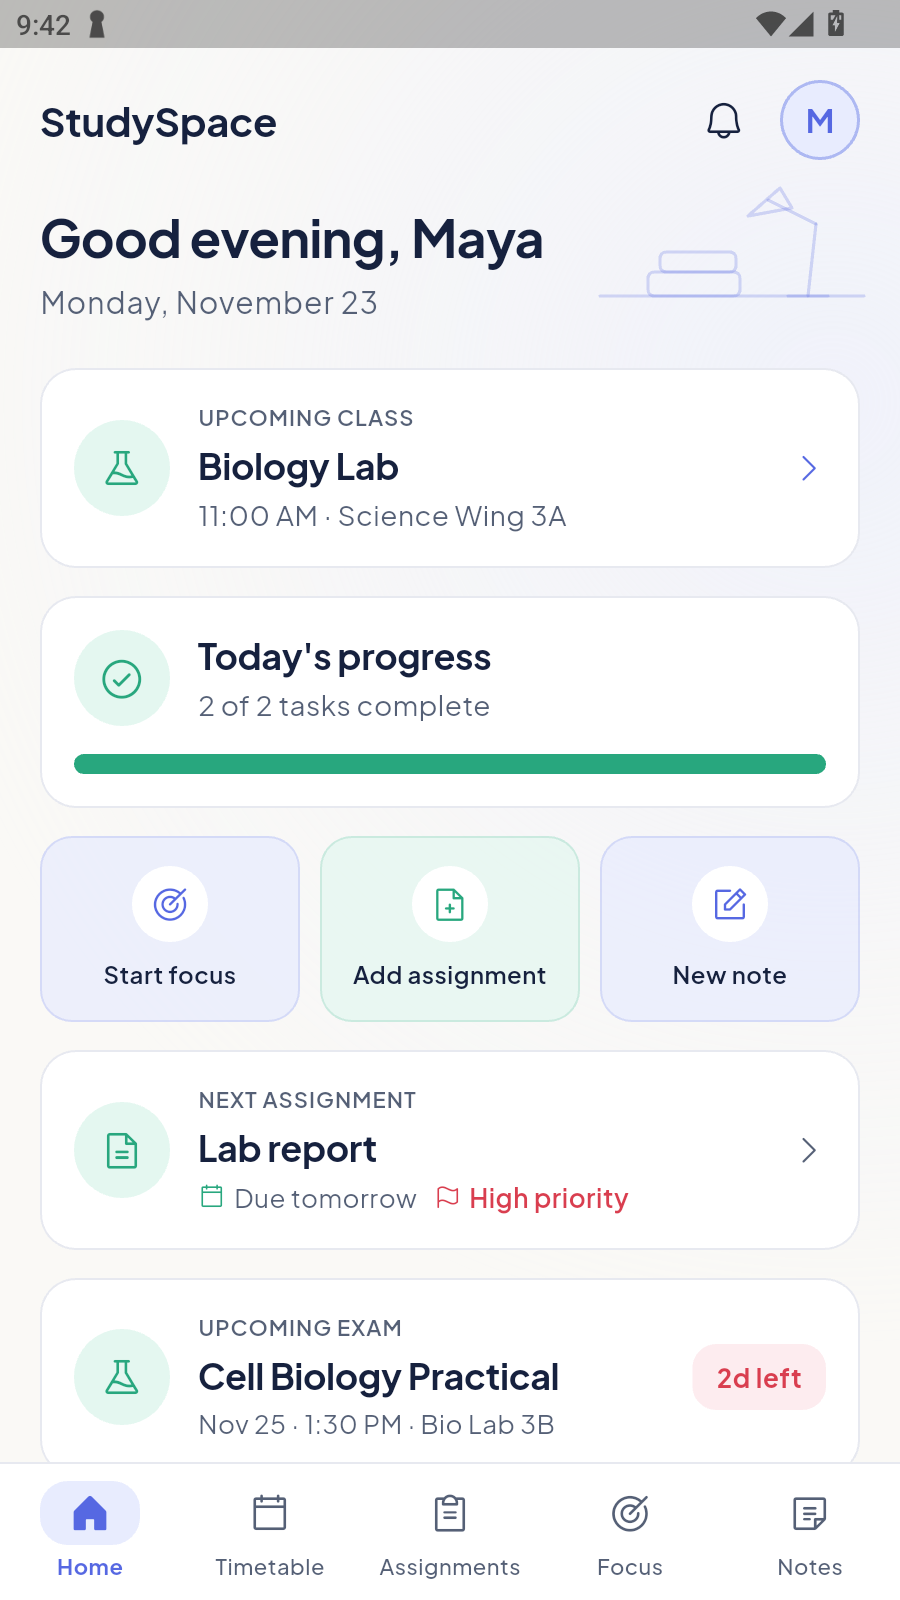 9:42
StudySpace
M
Good evening, Maya
Monday, November 23
UPCOMING CLASS
Biology Lab
11:00 AM · Science Wing 3A
Today's progress
2 of 2 tasks complete
Start focus
Add assignment
New note
NEXT ASSIGNMENT
Lab report
Due tomorrow High priority
UPCOMING EXAM
Cell Biology Practical
2d left
Nov 25 · 1:30 PM · Bio Lab 3B
Home
Timetable
Assignments
Focus
Notes